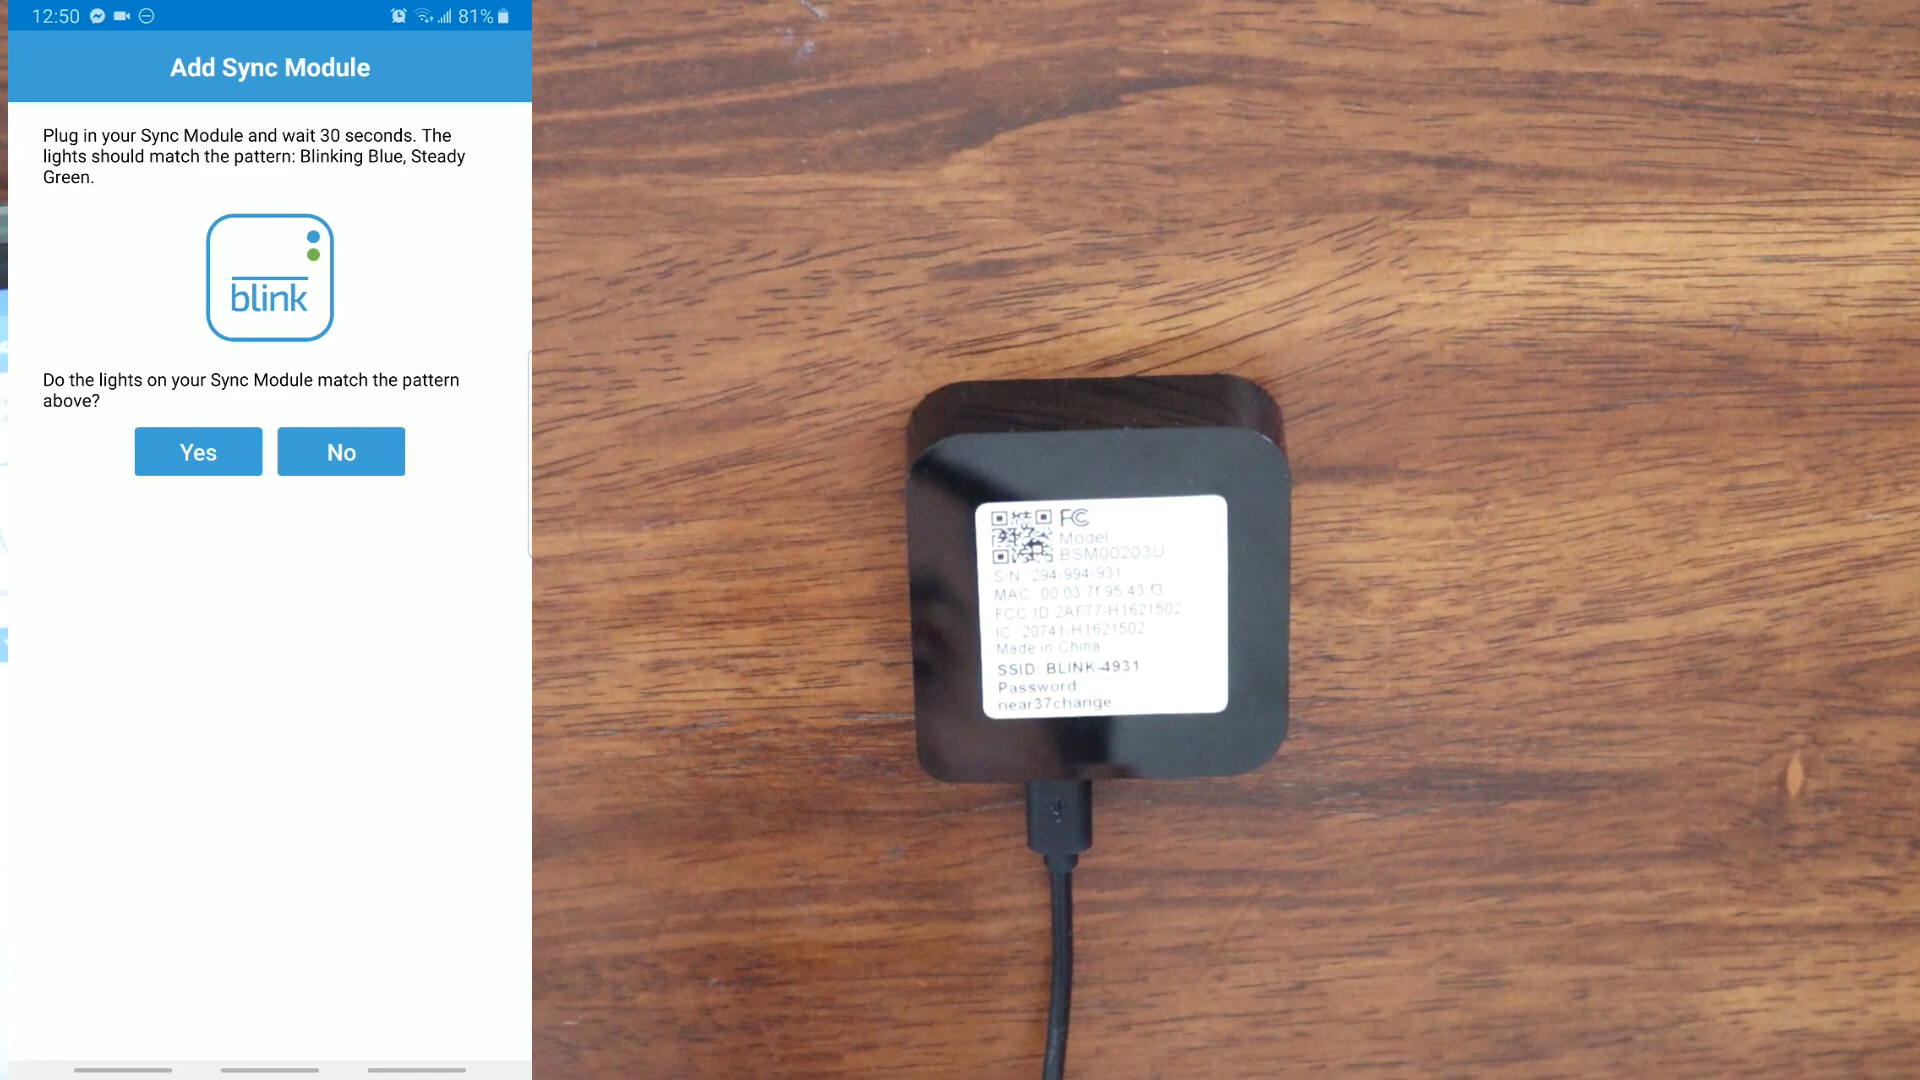 12:50
81%
Add Sync Module
Plug in your Sync Module and wait 30 seconds. The
lights should match the pattern: Blinking Blue, Steady
Green.
blink
Do the lights on your Sync Module match the pattern
above?
Yes No
FC
Model
BSM00203U
S/N: 294-994-931
MAC: 00 03 7f 95 43 f3
FCC ID 2AF77-H1621502
IC: 20741-H1621502
Made in China
SSID: BLINK-4931
Password:
near37change